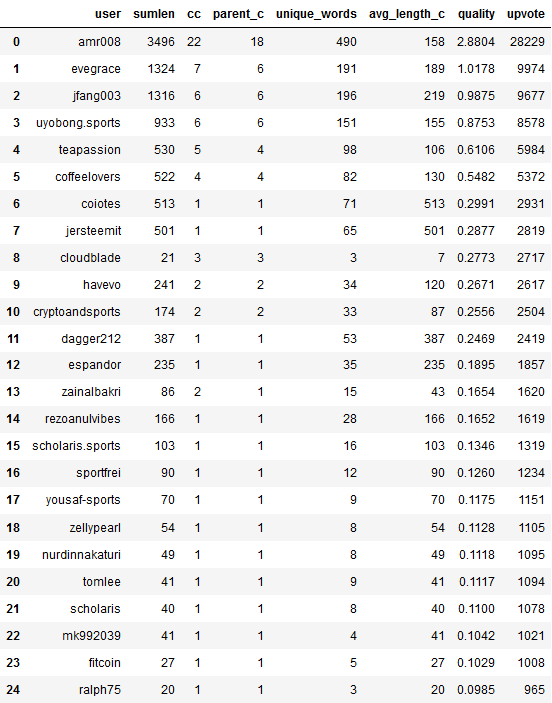 user sumlen cc parent_c unique_words avg_length_c quality upvote
0 amr008 3496 22 18 490 158 2.8804 28229
1 evegrace 1324 7 6 191 189 1.0178 9974
2 jfang003 1316 6 6 196 219 0.9875 9677
3 uyobong.sports 933 6 6 151 155 0.8753 8578
4 teapassion 530 5 4 98 106 0.6106 5984
5 coffeelovers 522 4 4 82 130 0.5482 5372
6 coiotes 513 1 1 71 513 0.2991 2931
7 jersteemit 501 1 1 65 501 0.2877 2819
8 cloudblade 21 3 3 3 7 0.2773 2717
9 havevo 241 2 2 34 120 0.2671 2617
10 cryptoandsports 174 2 2 33 87 0.2556 2504
11 dagger212 387 1 1 53 387 0.2469 2419
12 espandor 235 1 1 35 235 0.1895 1857
13 zainalbakri 86 2 1 15 43 0.1654 1620
14 rezoanulvibes 166 1 1 28 166 0.1652 1619
15 scholaris.sports 103 1 1 16 103 0.1346 1319
16 sportfrei 90 1 1 12 90 0.1260 1234
17 yousaf-sports 70 1 1 9 70 0.1175 1151
18 zellypearl 54 1 1 8 54 0.1128 1105
19 nurdinnakaturi 49 1 1 8 49 0.1118 1095
20 tomlee 41 1 1 9 41 0.1117 1094
21 scholaris 40 1 1 8 40 0.1100 1078
22 mk992039 41 1 1 4 41 0.1042 1021
23 fitcoin 27 1 1 5 27 0.1029 1008
24 ralph75 20 1 1 3 20 0.0985 965